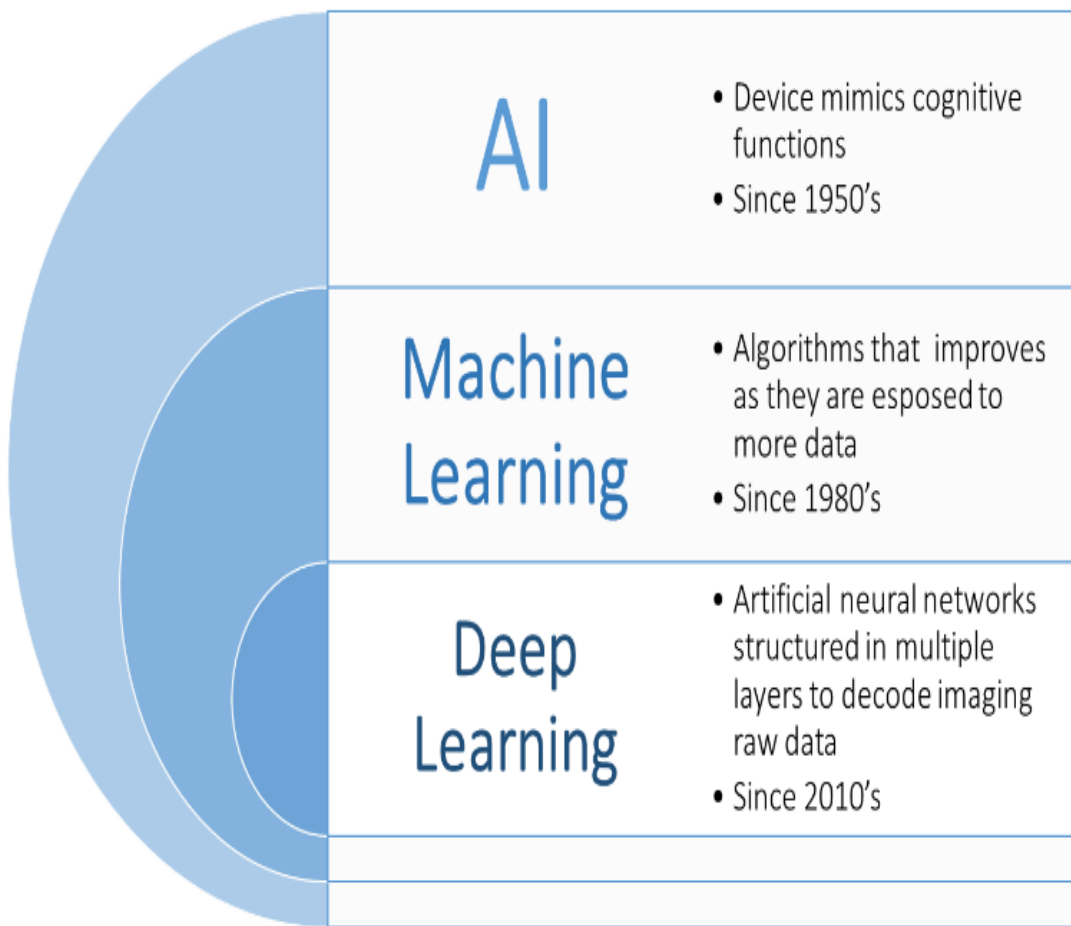 AI
• Device mimics cognitive
functions
• Since 1950’s
Machine
Learning
• Algorithms that  improves
as they are esposed to
more data
• Since 1980’s
Deep
Learning
• Artificial neural networks
structured in multiple
layers to decode imaging
raw data
• Since 2010’s